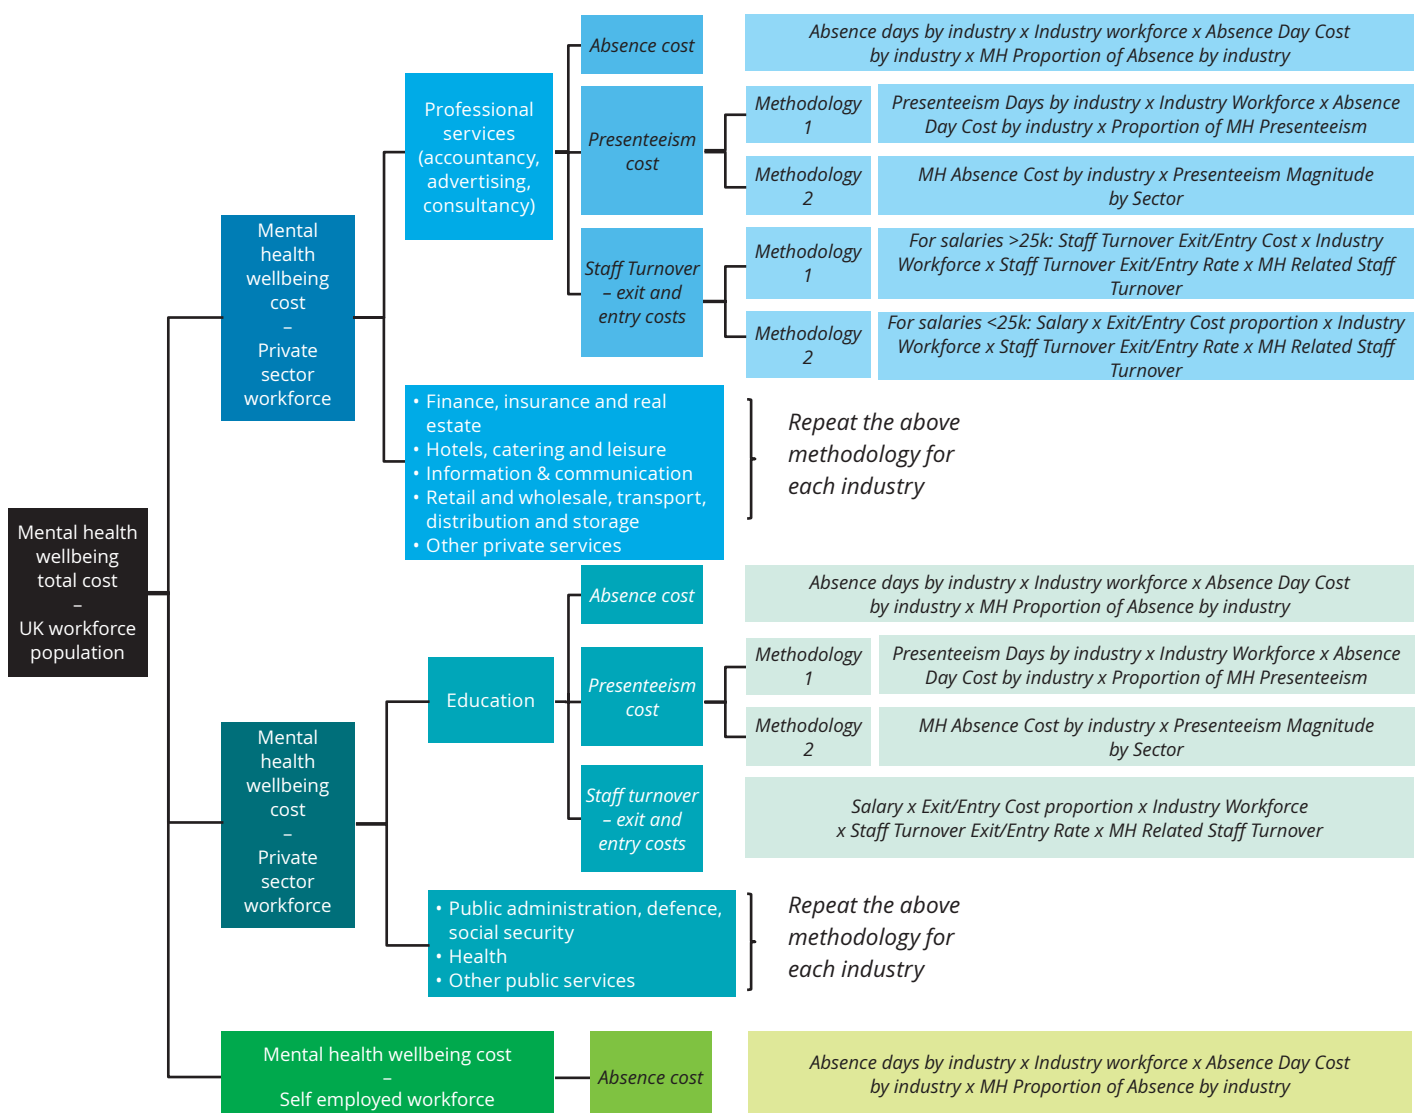 Mental health
wellbeing
total cost
–
UK workforce
population
Mental
health
wellbeing
cost
–
Private
sector
workforce
Professional
services
(accountancy,
advertising,
consultancy)
Absence cost
Absence days by industry x Industry workforce x Absence Day Cost
by industry x MH Proportion of Absence by industry
Presenteeism
cost
Methodology
1
Presenteeism Days by industry x Industry Workforce x Absence
Day Cost by industry x Proportion of MH Presenteeism
Methodology
2
MH Absence Cost by industry x Presenteeism Magnitude
by Sector
Staff Turnover
– exit and
entry costs
Methodology
1
For salaries >25k: Staff Turnover Exit/Entry Cost x Industry
Workforce x Staff Turnover Exit/Entry Rate x MH Related Staff
Turnover
Methodology
2
For salaries <25k: Salary x Exit/Entry Cost proportion x Industry
Workforce x Staff Turnover Exit/Entry Rate x MH Related Staff
Turnover
• Finance, insurance and real
estate
• Hotels, catering and leisure
• Information & communication
• Retail and wholesale, transport,
distribution and storage
• Other private services
Repeat the above
methodology for
each industry
Mental
health
wellbeing
cost
–
Private
sector
workforce
Education
Absence cost
Absence days by industry x Industry workforce x Absence Day Cost
by industry x MH Proportion of Absence by industry
Presenteeism
cost
Methodology
1
Presenteeism Days by industry x Industry Workforce x Absence
Day Cost by industry x Proportion of MH Presenteeism
Methodology
2
MH Absence Cost by industry x Presenteeism Magnitude
by Sector
Staff turnover
– exit and
entry costs
Salary x Exit/Entry Cost proportion x Industry Workforce
x Staff Turnover Exit/Entry Rate x MH Related Staff Turnover
• Public administration, defence,
social security
• Health
• Other public services
Repeat the above
methodology for
each industry
Mental health wellbeing cost
–
Self employed workforce
Absence cost
Absence days by industry x Industry workforce x Absence Day Cost
by industry x MH Proportion of Absence by industry